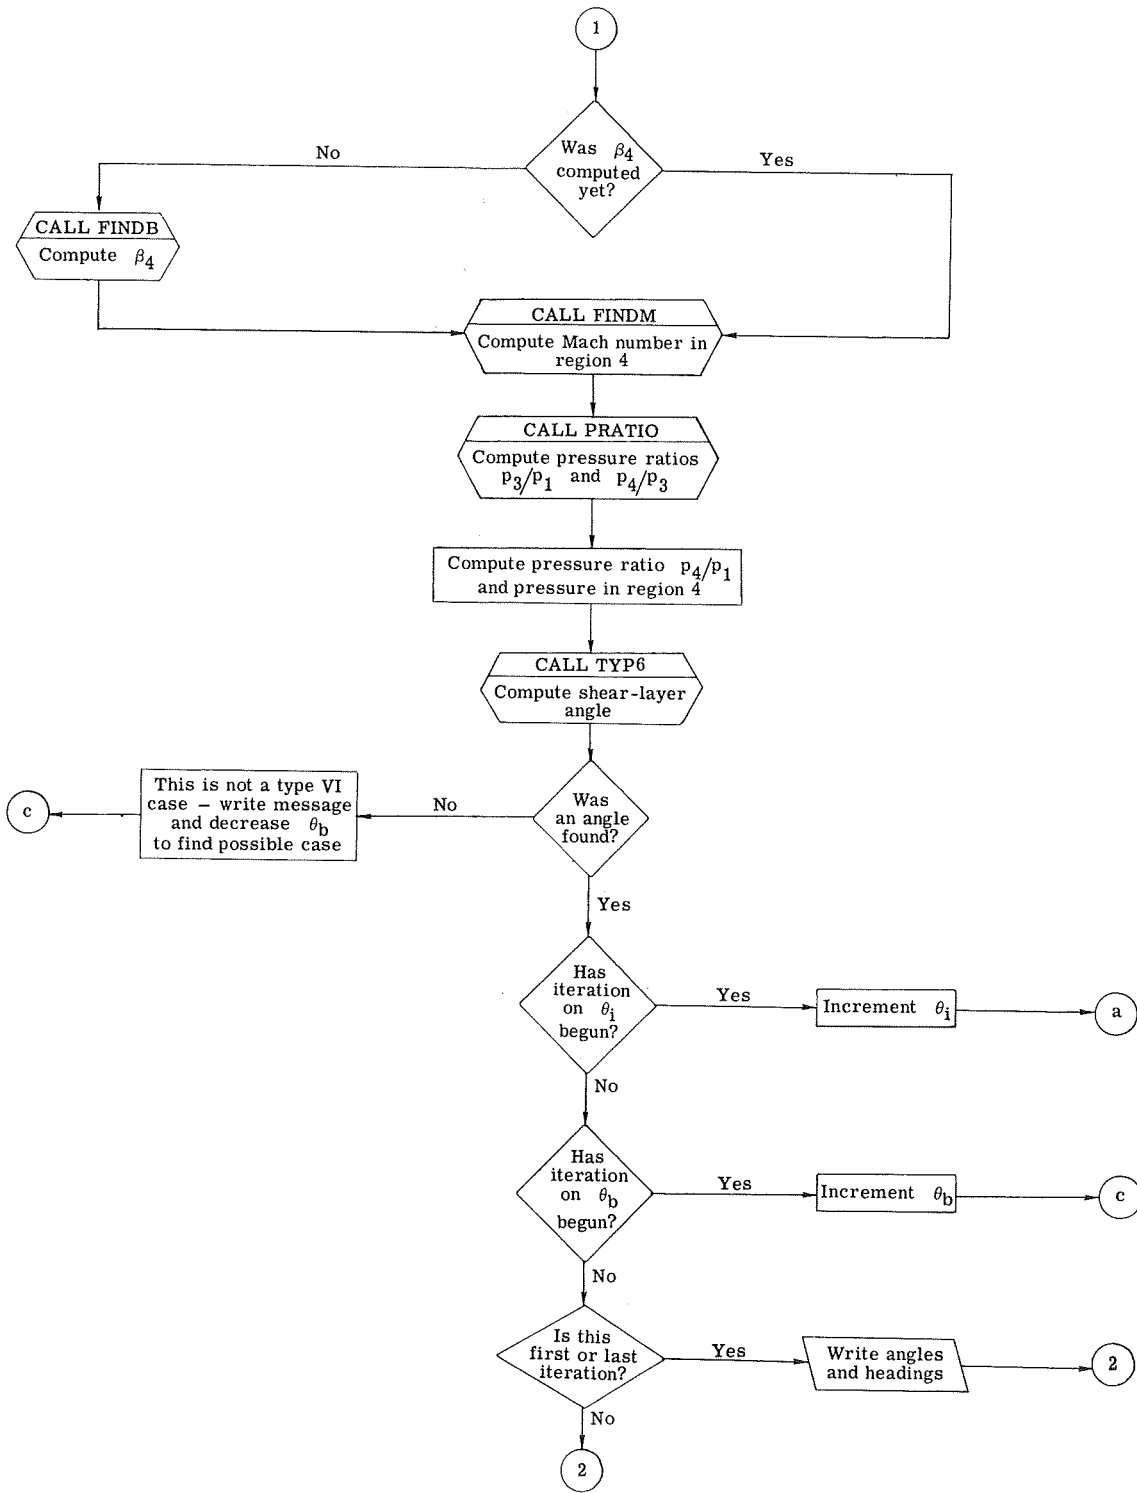 1
Was β4
computed
yet?
No
Yes
CALL FINDB
Compute β4
CALL FINDM
Compute Mach number in
region 4
CALL PRATIO
Compute pressure ratios
p3/p1 and p4/p3
Compute pressure ratio p4/p1
and pressure in region 4
CALL TYP6
Compute shear-layer
angle
Was
an angle
found?
No
This is not a type VI
case – write message
and decrease θb
to find possible case
c
Yes
Has
iteration
on θi
begun?
Yes
Increment θi
a
No
Has
iteration
on θb
begun?
Yes
Increment θb
c
No
Is this
first or last
iteration?
Yes
Write angles
and headings
2
No
2